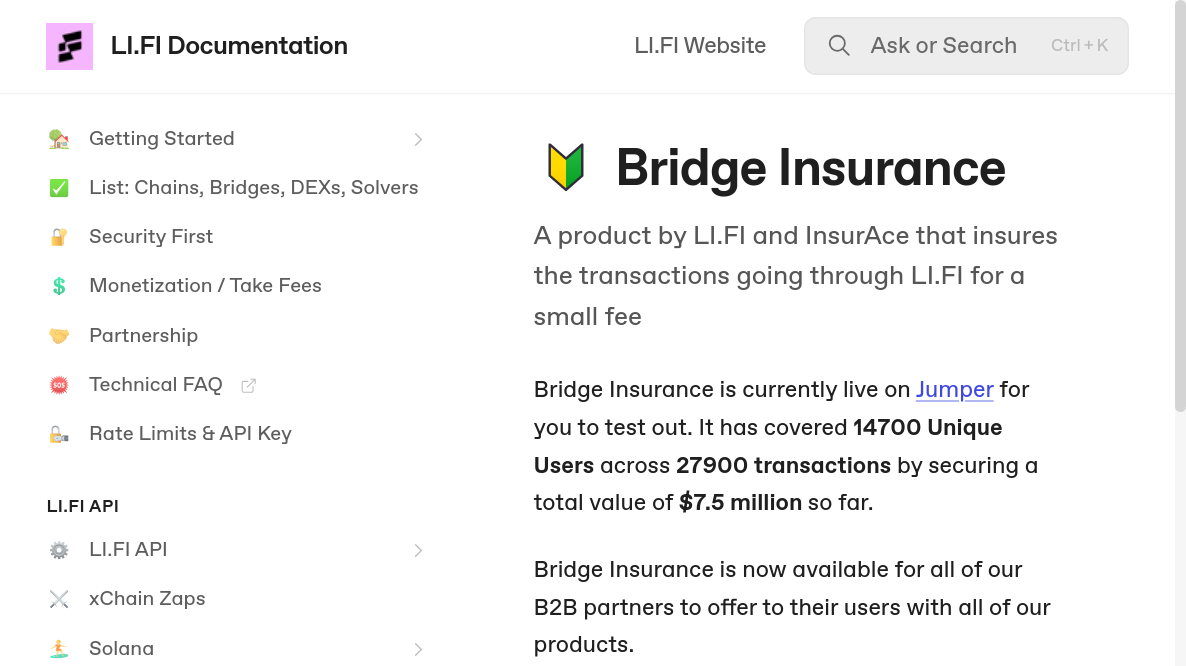 LI.FI Documentation
LI.FI Website
Ask or Search
Ctrl + K
Getting Started
List: Chains, Bridges, DEXs, Solvers
Security First
Monetization / Take Fees
Partnership
Technical FAQ
Rate Limits & API Key
LI.FI API
LI.FI API
xChain Zaps
Solana
Bridge Insurance
A product by LI.FI and InsurAce that insures
the transactions going through LI.FI for a
small fee
Bridge Insurance is currently live on Jumper for
you to test out. It has covered 14700 Unique
Users across 27900 transactions by securing a
total value of $7.5 million so far.
Bridge Insurance is now available for all of our
B2B partners to offer to their users with all of our
products.